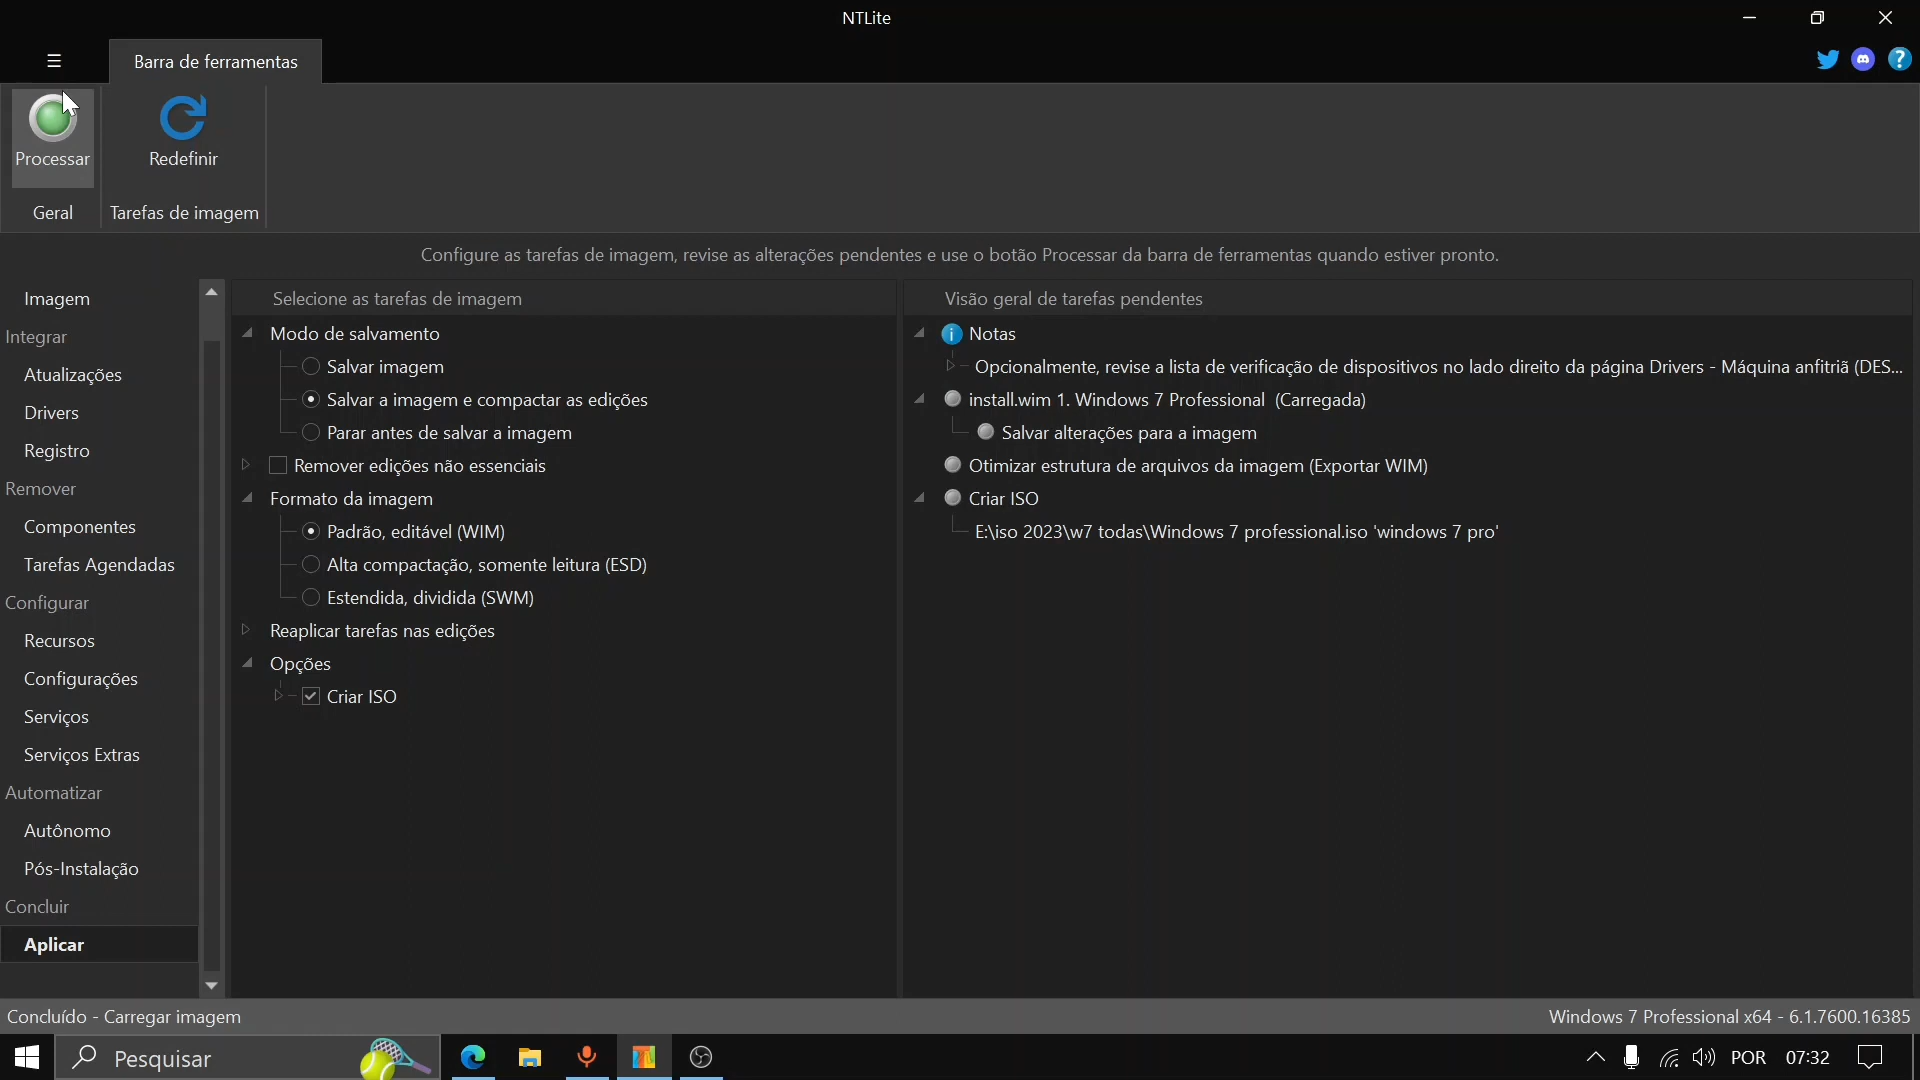 NTLite
Barra de ferramentas
Processar
Redefinir
Geral
Tarefas de imagem
Configure as tarefas de imagem, revise as alterações pendentes e use o botão Processar da barra de ferramentas quando estiver pronto.
Imagem
Integrar
Atualizações
Drivers
Registro
Remover
Componentes
Tarefas Agendadas
Configurar
Recursos
Configurações
Serviços
Serviços Extras
Automatizar
Autônomo
Pós-Instalação
Concluir
Aplicar
Selecione as tarefas de imagem
Modo de salvamento
Salvar imagem
Salvar a imagem e compactar as edições
Parar antes de salvar a imagem
Remover edições não essenciais
Formato da imagem
Padrão, editável (WIM)
Alta compactação, somente leitura (ESD)
Estendida, dividida (SWM)
Reaplicar tarefas nas edições
Opções
Criar ISO
Visão geral de tarefas pendentes
Notas
Opcionalmente, revise a lista de verificação de dispositivos no lado direito da página Drivers - Máquina anfitriã (DES...
install.wim 1. Windows 7 Professional (Carregada)
Salvar alterações para a imagem
Otimizar estrutura de arquivos da imagem (Exportar WIM)
Criar ISO
E:\iso 2023\w7 todas\Windows 7 professional.iso 'windows 7 pro'
Concluído - Carregar imagem
Windows 7 Professional x64 - 6.1.7600.16385
Pesquisar
POR
07:32